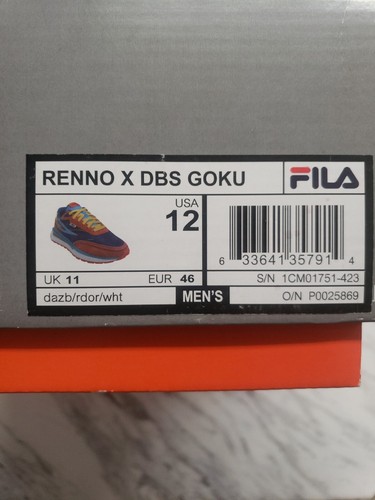 RENNO X DBS GOKU
FILA
USA
12
6 33641 35791 4
UK 11
EUR 46
S/N 1CM01751-423
dazb/rdor/wht
MEN'S
O/N P0025869